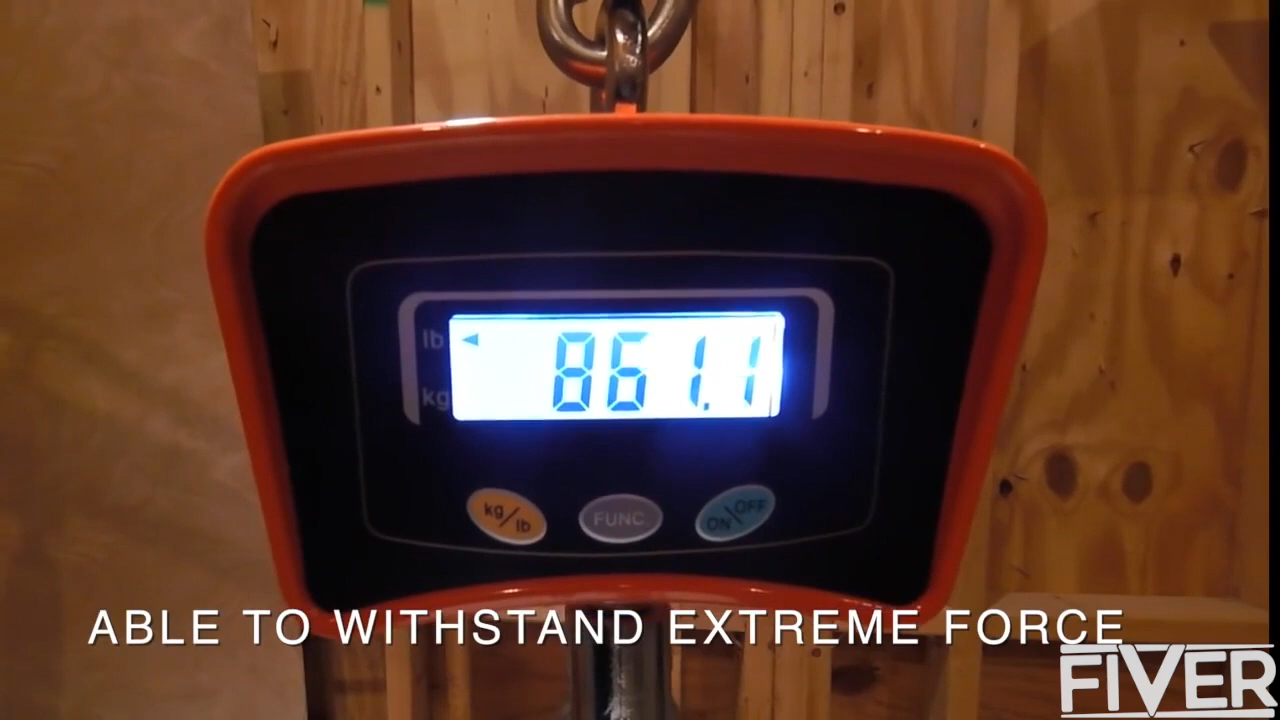 lb 861.1
kg
kg/lb FUNC. ON/OFF
ABLE TO WITHSTAND EXTREME FORCE
FIVER